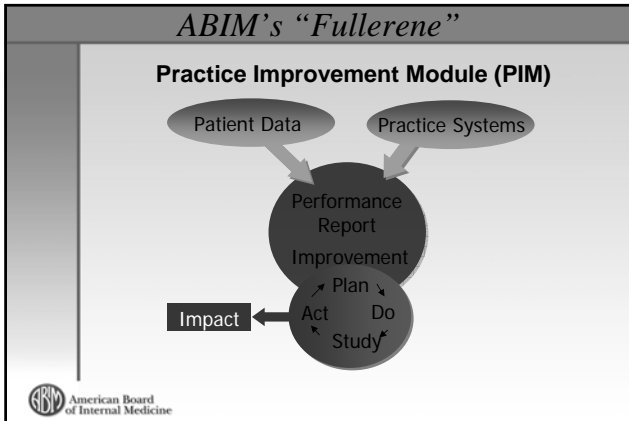 ABIM's “Fullerene”
Practice Improvement Module (PIM)
Patient Data
Practice Systems
Performance
Report
Improvement
Plan
Act
Do
Study
Impact
ABIM
American Board
of Internal Medicine